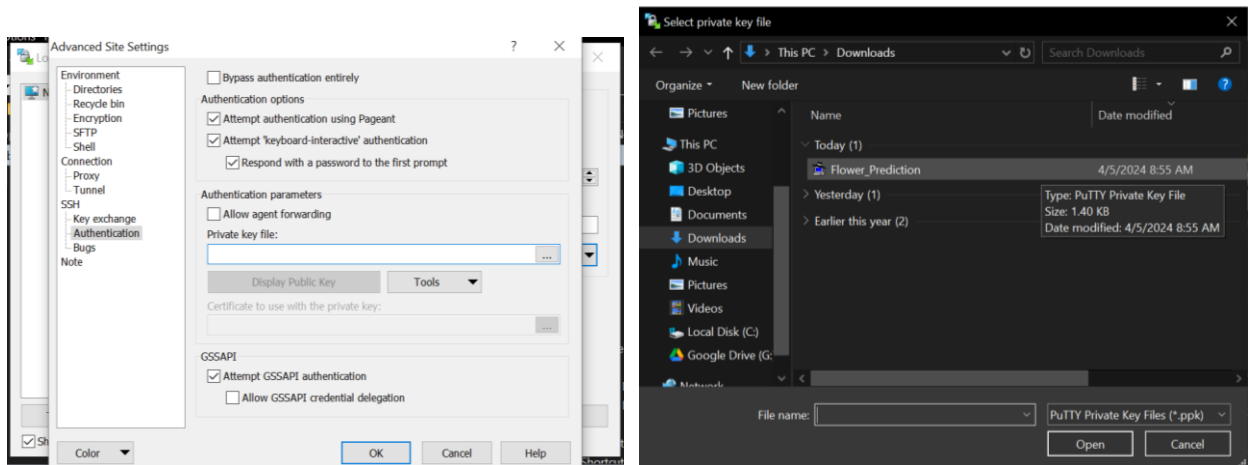 Advanced Site Settings
? ×
Lo
Environment
Directories
Recycle bin
Encryption
SFTP
Shell
Connection
Proxy
Tunnel
SSH
Key exchange
Authentication
Bugs
Note
Bypass authentication entirely
Authentication options
Attempt authentication using Pageant
Attempt 'keyboard-interactive' authentication
Respond with a password to the first prompt
Authentication parameters
Allow agent forwarding
Private key file:
...
Display Public Key
Tools
Certificate to use with the private key:
...
GSSAPI
Attempt GSSAPI authentication
Allow GSSAPI credential delegation
Sh
Color
OK
Cancel
Help
Select private key file
This PC > Downloads
Search Downloads
Organize
New folder
Pictures
This PC
3D Objects
Desktop
Documents
Downloads
Music
Pictures
Videos
Local Disk (C:)
Google Drive (G:
Network
Name
Date modified
Today (1)
Flower_Prediction
4/5/2024 8:55 AM
Yesterday (1)
Earlier this year (2)
Type: PuTTY Private Key File
Size: 1.40 KB
Date modified: 4/5/2024 8:55 AM
File name:
PuTTY Private Key Files (*.ppk)
Open
Cancel